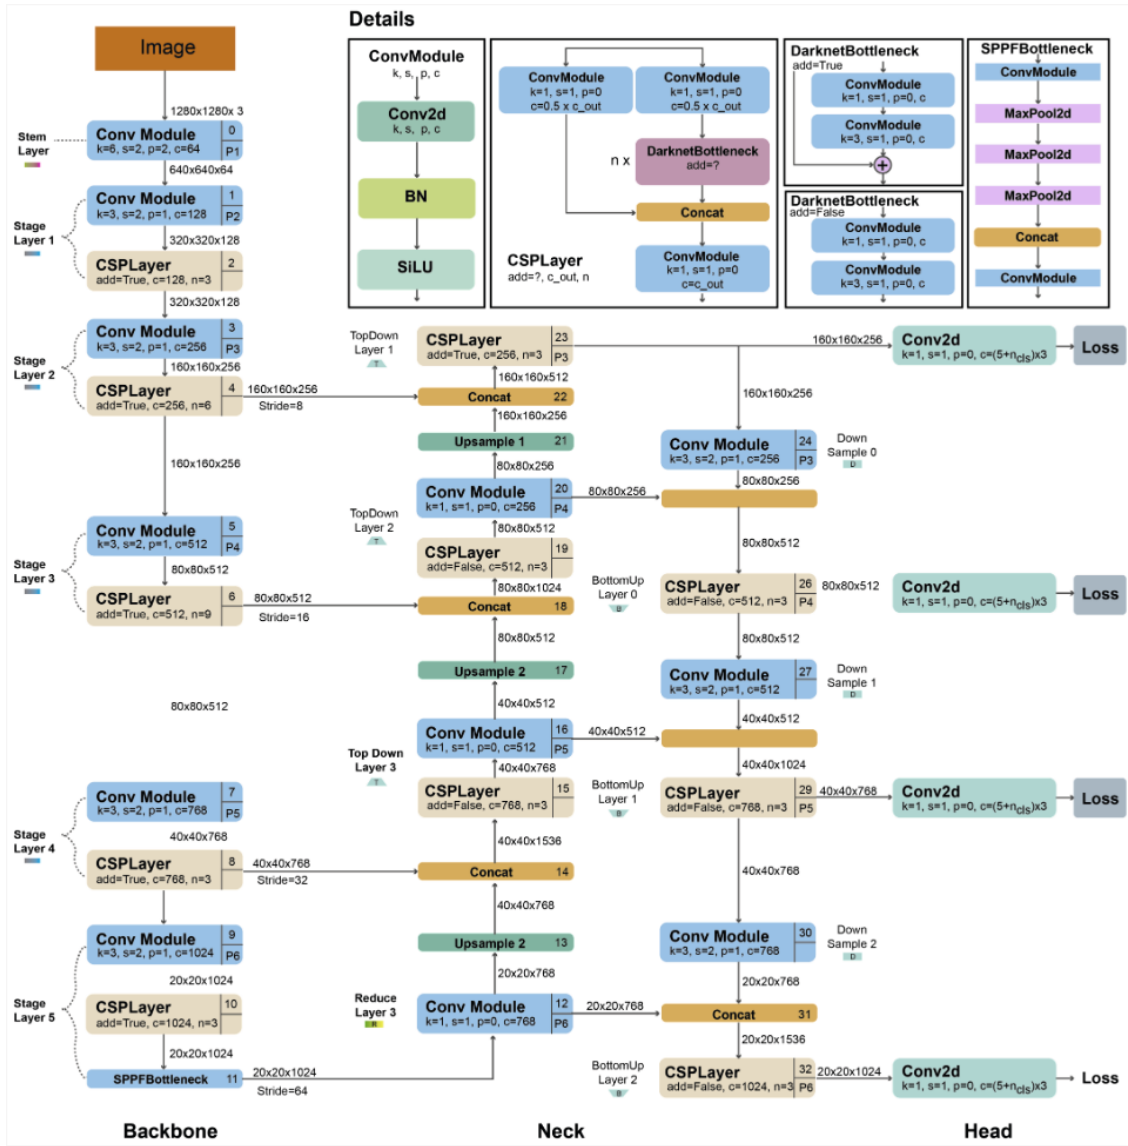 Details
Image
1280x1280x 3
Stem
Layer
Conv Module
k=6, s=2, p=2, c=64
0
P1
640x640x64
Stage
Layer 1
Conv Module
k=3, s=2, p=1, c=128
1
P2
320x320x128
CSPLayer
add=True, c=128, n=3
2
320x320x128
Stage
Layer 2
Conv Module
k=3, s=2, p=1, c=256
3
P3
160x160x256
CSPLayer
add=True, c=256, n=6
4
160x160x256
Stride=8
160x160x256
Stage
Layer 3
Conv Module
k=3, s=2, p=1, c=512
5
P4
80x80x512
CSPLayer
add=True, c=512, n=9
6
80x80x512
Stride=16
80x80x512
Stage
Layer 4
Conv Module
k=3, s=2, p=1, c=768
7
P5
40x40x768
CSPLayer
add=True, c=768, n=3
8
40x40x768
Stride=32
Stage
Layer 5
Conv Module
k=3, s=2, p=1, c=1024
9
P6
20x20x1024
CSPLayer
add=True, c=1024, n=3
10
20x20x1024
SPPFBottleneck
11
20x20x1024
Stride=64
Backbone
ConvModule
k, s, p, c
Conv2d
k, s, p, c
BN
SiLU
ConvModule
k=1, s=1, p=0
c=0.5 x c_out
ConvModule
k=1, s=1, p=0
c=0.5 x c_out
n x
DarknetBottleneck
add=?
Concat
CSPLayer
add=?, c_out, n
ConvModule
k=1, s=1, p=0
c=c_out
DarknetBottleneck
add=True
ConvModule
k=1, s=1, p=0, c
ConvModule
k=3, s=1, p=0, c
+
DarknetBottleneck
add=False
ConvModule
k=1, s=1, p=0, c
ConvModule
k=3, s=1, p=0, c
SPPFBottleneck
ConvModule
MaxPool2d
MaxPool2d
MaxPool2d
Concat
ConvModule
TopDown
Layer 1
T
CSPLayer
add=True, c=256, n=3
23
P3
160x160x512
Concat
22
160x160x256
Upsample 1
21
80x80x256
TopDown
Layer 2
T
Conv Module
k=1, s=1, p=0, c=256
20
P4
80x80x256
80x80x512
CSPLayer
add=False, c=512, n=3
19
80x80x1024
Concat
18
80x80x512
Upsample 2
17
40x40x512
Top Down
Layer 3
T
Conv Module
k=1, s=1, p=0, c=512
16
P5
40x40x512
40x40x768
CSPLayer
add=False, c=768, n=3
15
40x40x1536
Concat
14
40x40x768
Upsample 2
13
20x20x768
Reduce
Layer 3
R
Conv Module
k=1, s=1, p=0, c=768
12
P6
20x20x768
Neck
160x160x256
Conv2d
k=1, s=1, p=0, c=(5+ncls)x3
Loss
160x160x256
Conv Module
k=3, s=2, p=1, c=256
24
P3
Down
Sample 0
D
80x80x256
80x80x512
BottomUp
Layer 0
B
CSPLayer
add=False, c=512, n=3
26
P4
80x80x512
Conv2d
k=1, s=1, p=0, c=(5+ncls)x3
Loss
80x80x512
Conv Module
k=3, s=2, p=1, c=512
27
Down
Sample 1
D
40x40x512
40x40x1024
BottomUp
Layer 1
B
CSPLayer
add=False, c=768, n=3
29
P5
40x40x768
Conv2d
k=1, s=1, p=0, c=(5+ncls)x3
Loss
40x40x768
Conv Module
k=3, s=2, p=1, c=768
30
Down
Sample 2
D
20x20x768
Concat
31
20x20x1536
BottomUp
Layer 2
B
CSPLayer
add=False, c=1024, n=3
32
P6
20x20x1024
Conv2d
k=1, s=1, p=0, c=(5+ncls)x3
Loss
Head